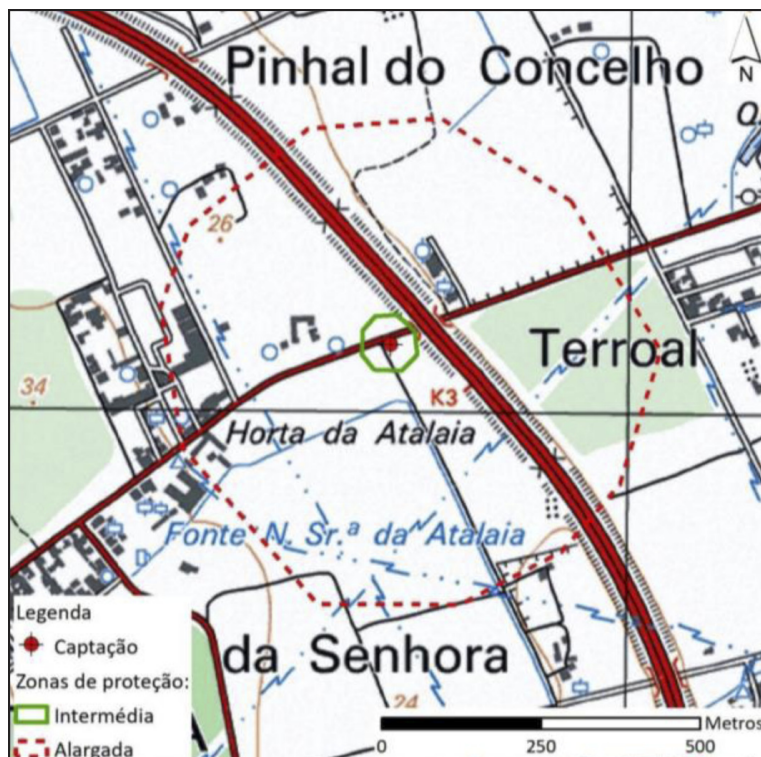 Pinhal do Concelho
N
Q.
26
Terroal
34
K3
Horta da Atalaia
Fonte N. Sr.ª da Atalaia
Legenda
Captação
Zonas de proteção:
Intermédia
Alargada
da Senhora
24
Metros
0 250 500